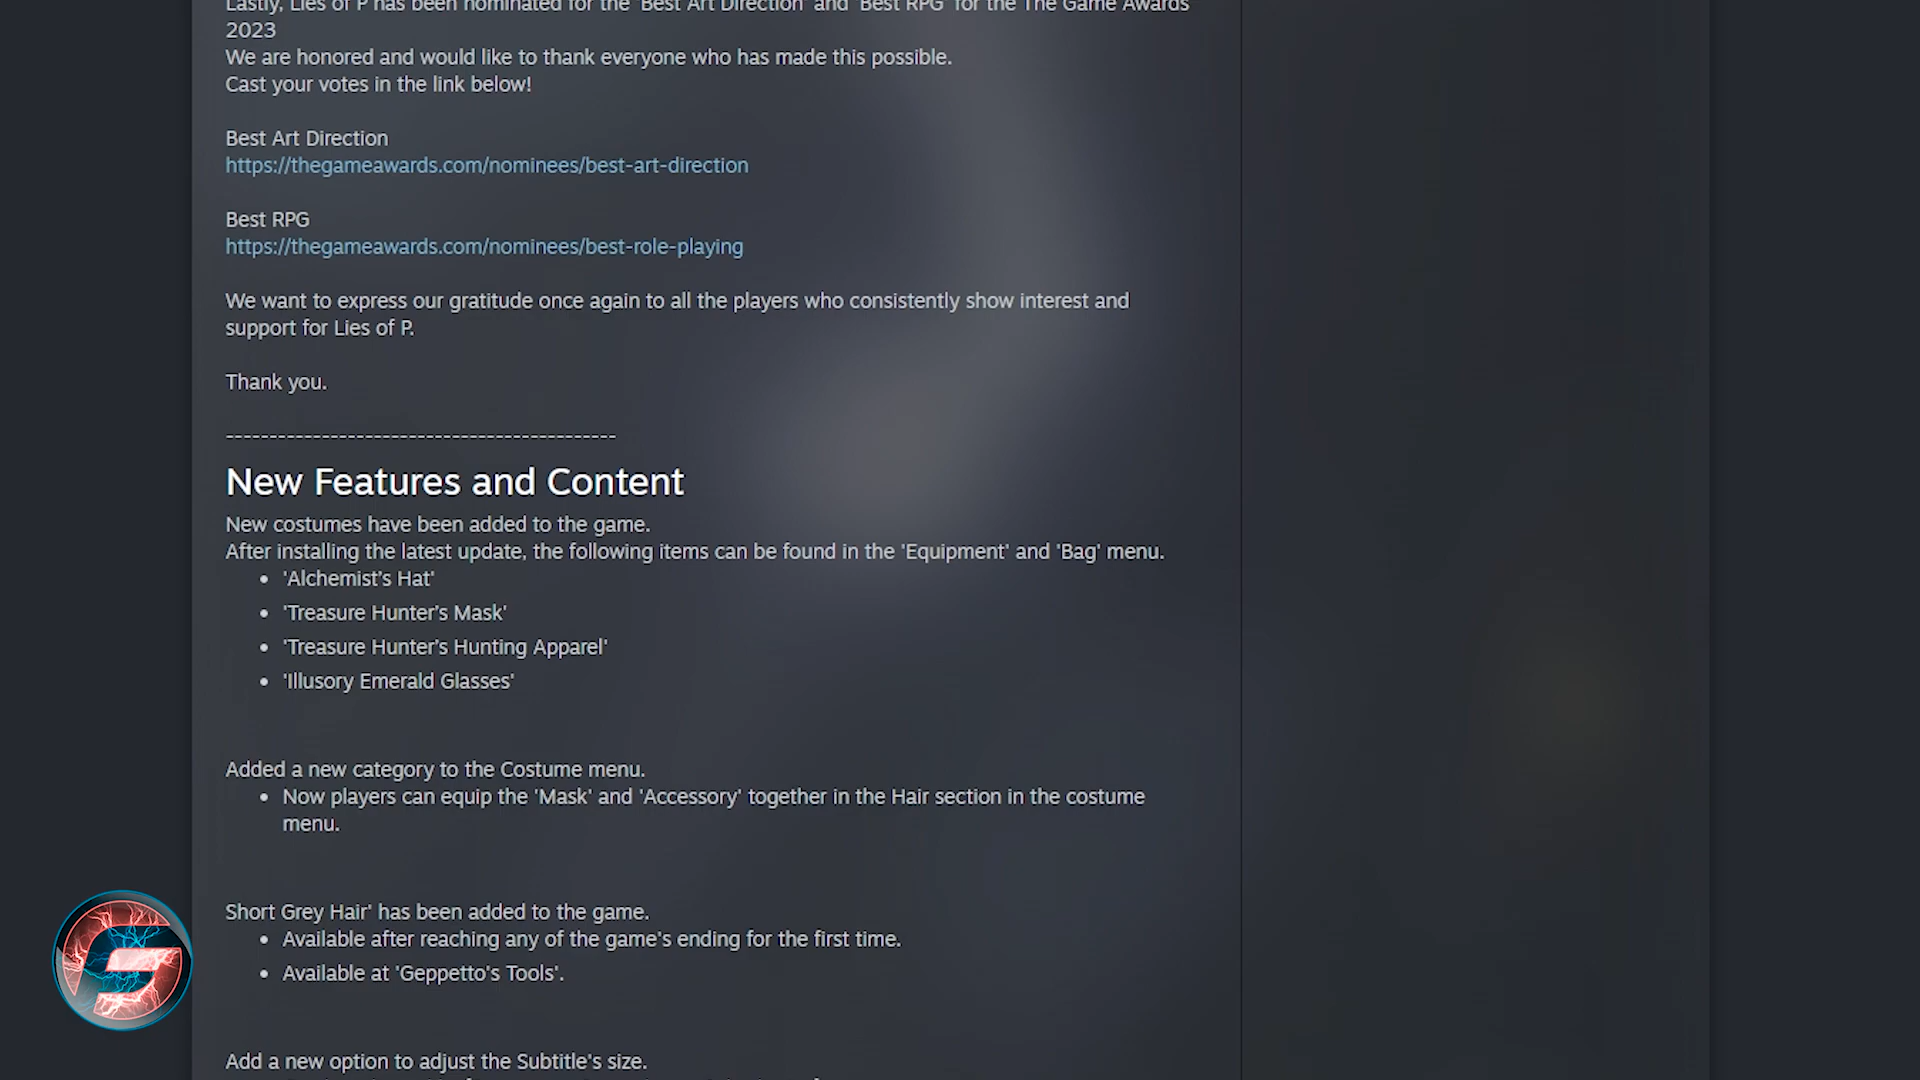 Lastly, Lies of P has been nominated for the 'Best Art Direction' and 'Best RPG' for the The Game Awards
2023
We are honored and would like to thank everyone who has made this possible.
Cast your votes in the link below!
Best Art Direction
https://thegameawards.com/nominees/best-art-direction
Best RPG
https://thegameawards.com/nominees/best-role-playing
We want to express our gratitude once again to all the players who consistently show interest and
support for Lies of P.
Thank you.
---------------------------------------------
New Features and Content
New costumes have been added to the game.
After installing the latest update, the following items can be found in the 'Equipment' and 'Bag' menu.
• 'Alchemist's Hat'
• 'Treasure Hunter's Mask'
• 'Treasure Hunter's Hunting Apparel'
• 'Illusory Emerald Glasses'
Added a new category to the Costume menu.
• Now players can equip the 'Mask' and 'Accessory' together in the Hair section in the costume
menu.
Short Grey Hair' has been added to the game.
• Available after reaching any of the game's ending for the first time.
• Available at 'Geppetto's Tools'.
Add a new option to adjust the Subtitle's size.